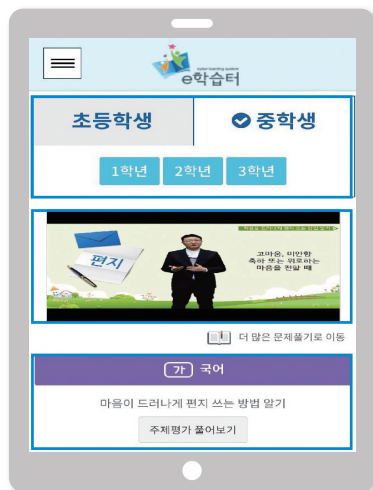 e학습터
초등학생
중학생
1학년 2학년 3학년
편지
고마움, 미안함
축하 또는 위로하는
마음을 전할 때
더 많은 문제풀기로 이동
가 국어
마음이 드러나게 편지 쓰는 방법 알기
주제평가 풀어보기